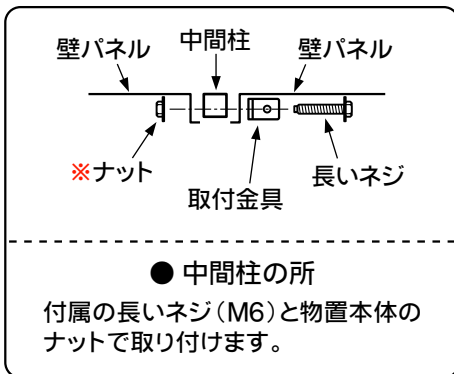 壁パネル 中間柱 壁パネル
※ナット 取付金具 長いネジ
● 中間柱の所
付属の長いネジ（M6）と物置本体の
ナットで取り付けます。